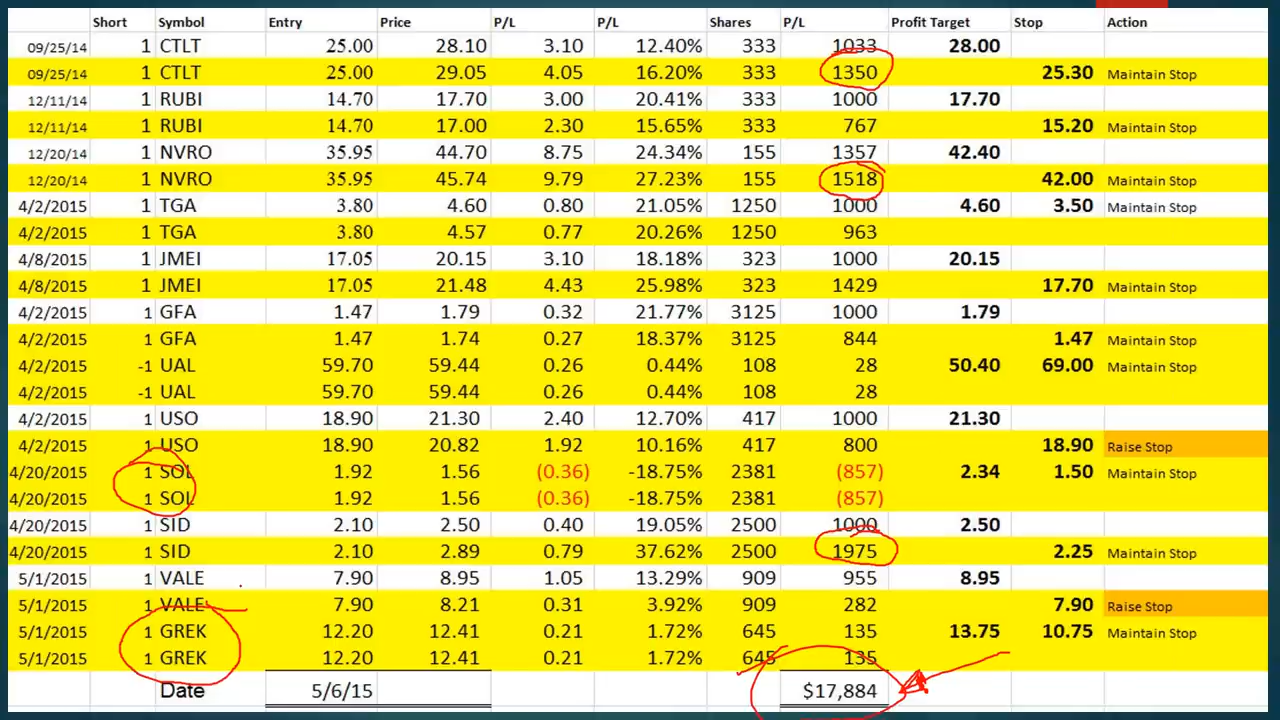 Short Symbol Entry Price P/L P/L Shares P/L Profit Target Stop Action
09/25/14 1 CTLT 25.00 28.10 3.10 12.40% 333 1033 28.00
09/25/14 1 CTLT 25.00 29.05 4.05 16.20% 333 1350 25.30 Maintain Stop
12/11/14 1 RUBI 14.70 17.70 3.00 20.41% 333 1000 17.70
12/11/14 1 RUBI 14.70 17.00 2.30 15.65% 333 767 15.20 Maintain Stop
12/20/14 1 NVRO 35.95 44.70 8.75 24.34% 155 1357 42.40
12/20/14 1 NVRO 35.95 45.74 9.79 27.23% 155 1518 42.00 Maintain Stop
4/2/2015 1 TGA 3.80 4.60 0.80 21.05% 1250 1000 4.60 3.50 Maintain Stop
4/2/2015 1 TGA 3.80 4.57 0.77 20.26% 1250 963
4/8/2015 1 JMEI 17.05 20.15 3.10 18.18% 323 1000 20.15
4/8/2015 1 JMEI 17.05 21.48 4.43 25.98% 323 1429 17.70 Maintain Stop
4/2/2015 1 GFA 1.47 1.79 0.32 21.77% 3125 1000 1.79
4/2/2015 1 GFA 1.47 1.74 0.27 18.37% 3125 844 1.47 Maintain Stop
4/2/2015 -1 UAL 59.70 59.44 0.26 0.44% 108 28 50.40 69.00 Maintain Stop
4/2/2015 -1 UAL 59.70 59.44 0.26 0.44% 108 28
4/2/2015 1 USO 18.90 21.30 2.40 12.70% 417 1000 21.30
4/2/2015 1 USO 18.90 20.82 1.92 10.16% 417 800 18.90 Raise Stop
4/20/2015 1 SOL 1.92 1.56 (0.36) -18.75% 2381 (857) 2.34 1.50 Maintain Stop
4/20/2015 1 SOL 1.92 1.56 (0.36) -18.75% 2381 (857)
4/20/2015 1 SID 2.10 2.50 0.40 19.05% 2500 1000 2.50
4/20/2015 1 SID 2.10 2.89 0.79 37.62% 2500 1975 2.25 Maintain Stop
5/1/2015 1 VALE 7.90 8.95 1.05 13.29% 909 955 8.95
5/1/2015 1 VALE 7.90 8.21 0.31 3.92% 909 282 7.90 Raise Stop
5/1/2015 1 GREK 12.20 12.41 0.21 1.72% 645 135 13.75 10.75 Maintain Stop
5/1/2015 1 GREK 12.20 12.41 0.21 1.72% 645 135
Date 5/6/15 $17,884